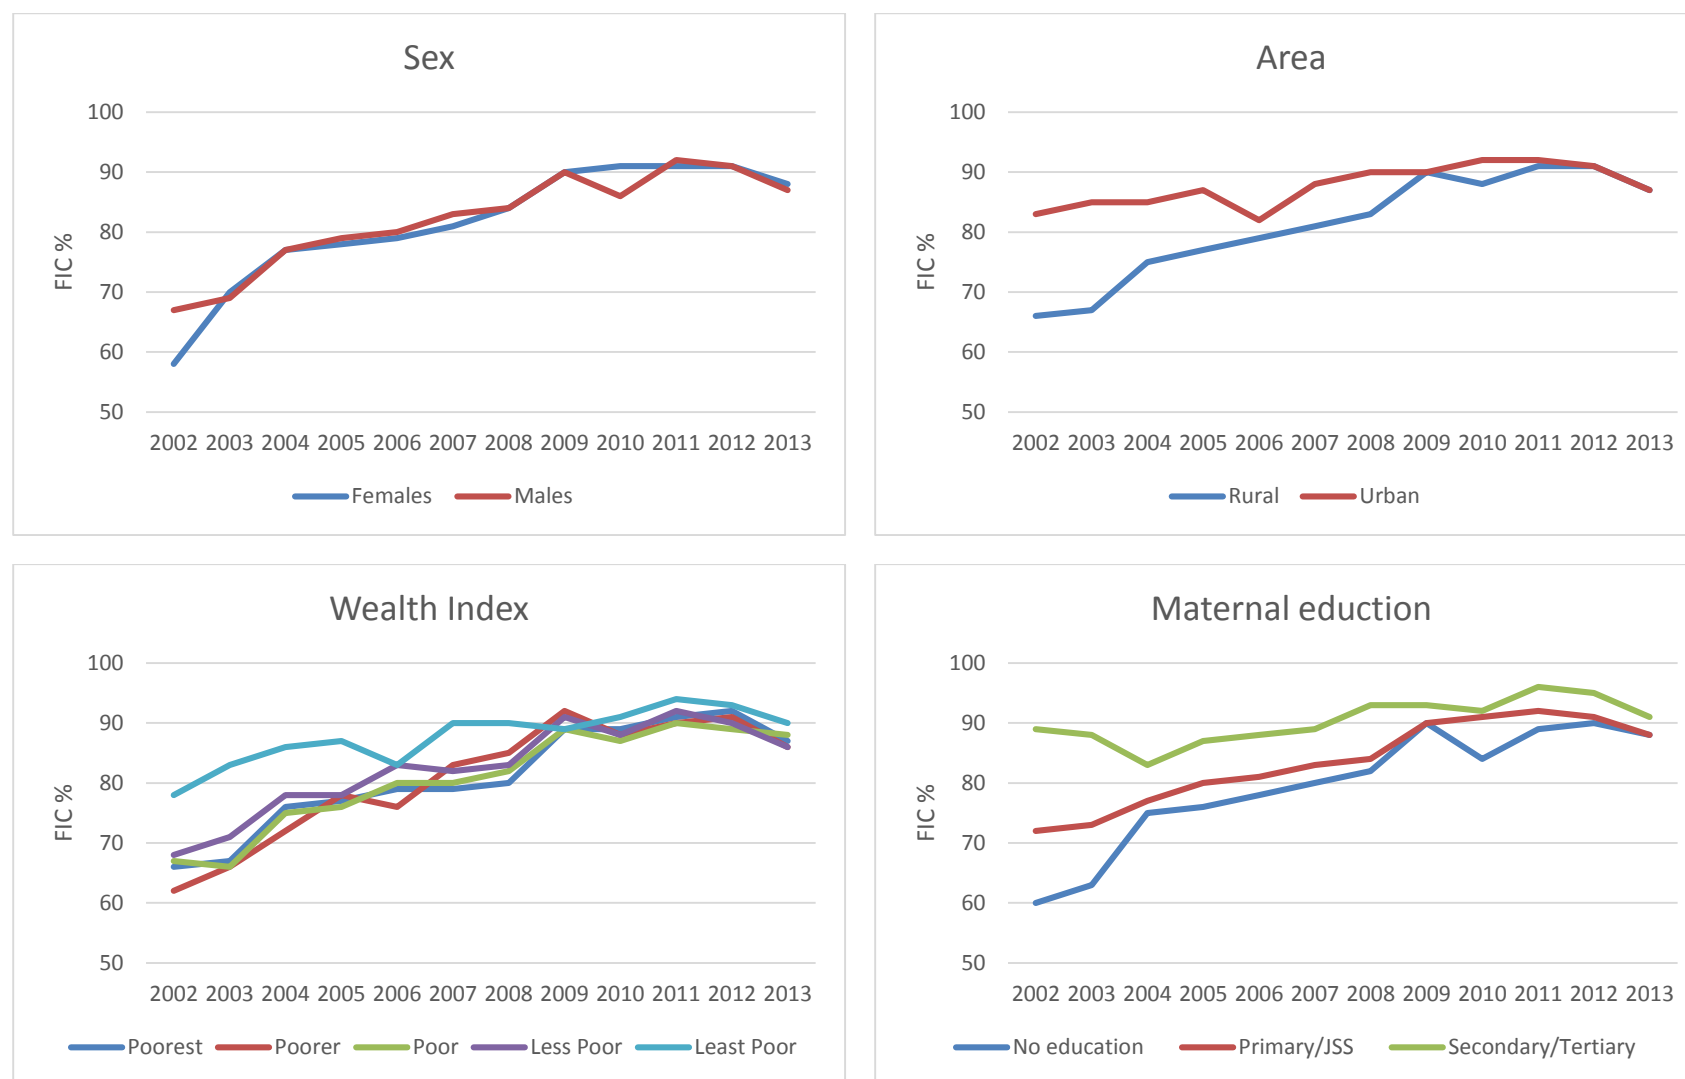 Sex
100
90
80
70
60
50
FIC %
2002 2003 2004 2005 2006 2007 2008 2009 2010 2011 2012 2013
Females Males
Area
100
90
80
70
60
50
FIC %
2002 2003 2004 2005 2006 2007 2008 2009 2010 2011 2012 2013
Rural Urban
Wealth Index
100
90
80
70
60
50
FIC %
2002 2003 2004 2005 2006 2007 2008 2009 2010 2011 2012 2013
Poorest Poorer Poor Less Poor Least Poor
Maternal eduction
100
90
80
70
60
50
FIC %
2002 2003 2004 2005 2006 2007 2008 2009 2010 2011 2012 2013
No education Primary/JSS Secondary/Tertiary